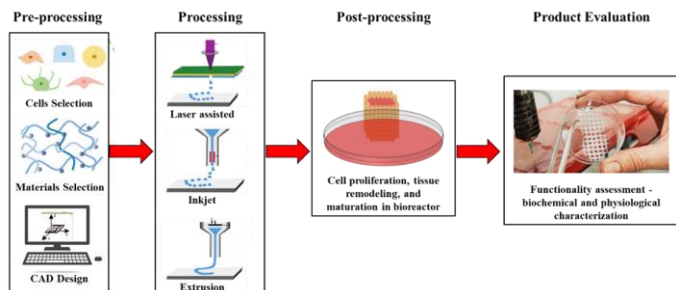 Pre-processing
Processing
Post-processing
Product Evaluation
Cells Selection
Materials Selection
CAD Design
Laser assisted
Inkjet
Extrusion
Cell proliferation, tissue
remodeling, and
maturation in bioreactor
Functionality assessment -
biochemical and physiological
characterization